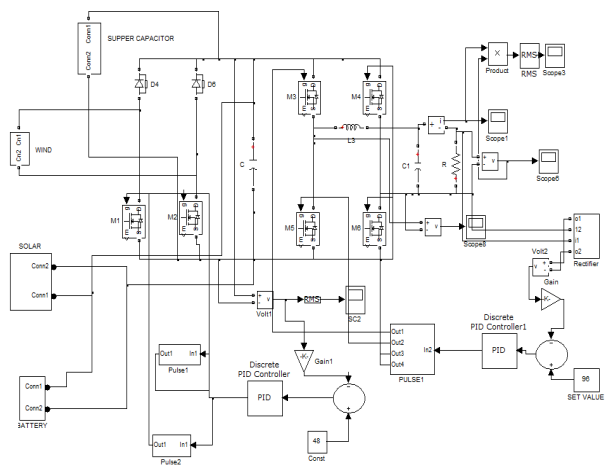 Conn1
Conn2
SUPPER CAPACITOR
D4
D6
M3
M4
X
Product
RMS
RMS
Scope3
Cn1
Cn2
WIND
L3
+
-
i
Scope1
C
C1
R
+
-
v
Scope6
M1
M2
M5
M6
+
-
v
Scope8
o1
12
i1
o2
Rectifier
SOLAR
Conn2
Conn1
Volt2
v
+
-
Gain
-K-
+
-
v
Volt1
RMS
SC2
Discrete
PID Controller1
Out1
Out2
Out3
Out4
In2
PULSE1
PID
-K-
Gain1
Out1
In1
Pulse1
Discrete
PID Controller
PID
96
SET VALUE
Conn1
Conn2
BATTERY
48
Const
Out1
In1
Pulse2